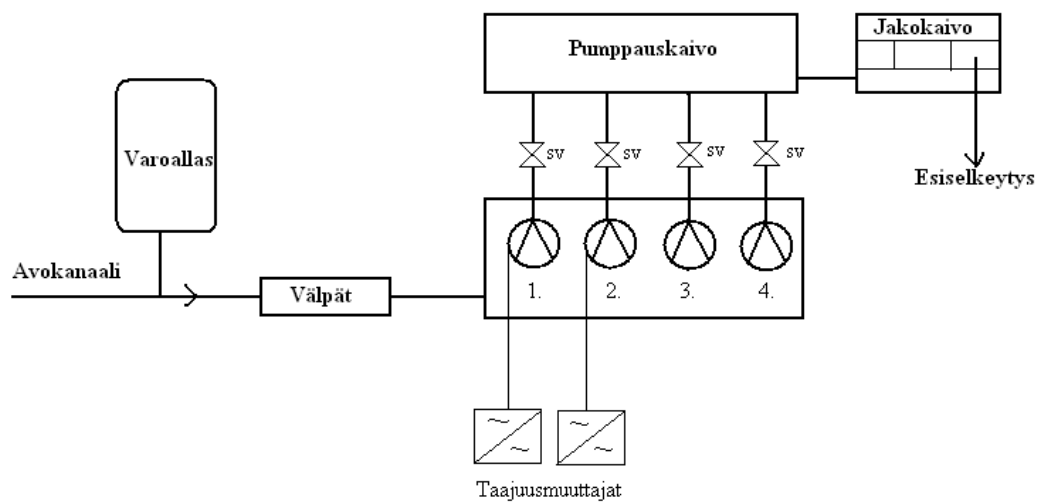 Pumppauskaivo
Jakokaivo
Varoallas
sv
sv
sv
sv
Esiselkeytys
Avokanaali
Välpät
1.
2.
3.
4.
~
~
~
~
Taajuusmuuttajat